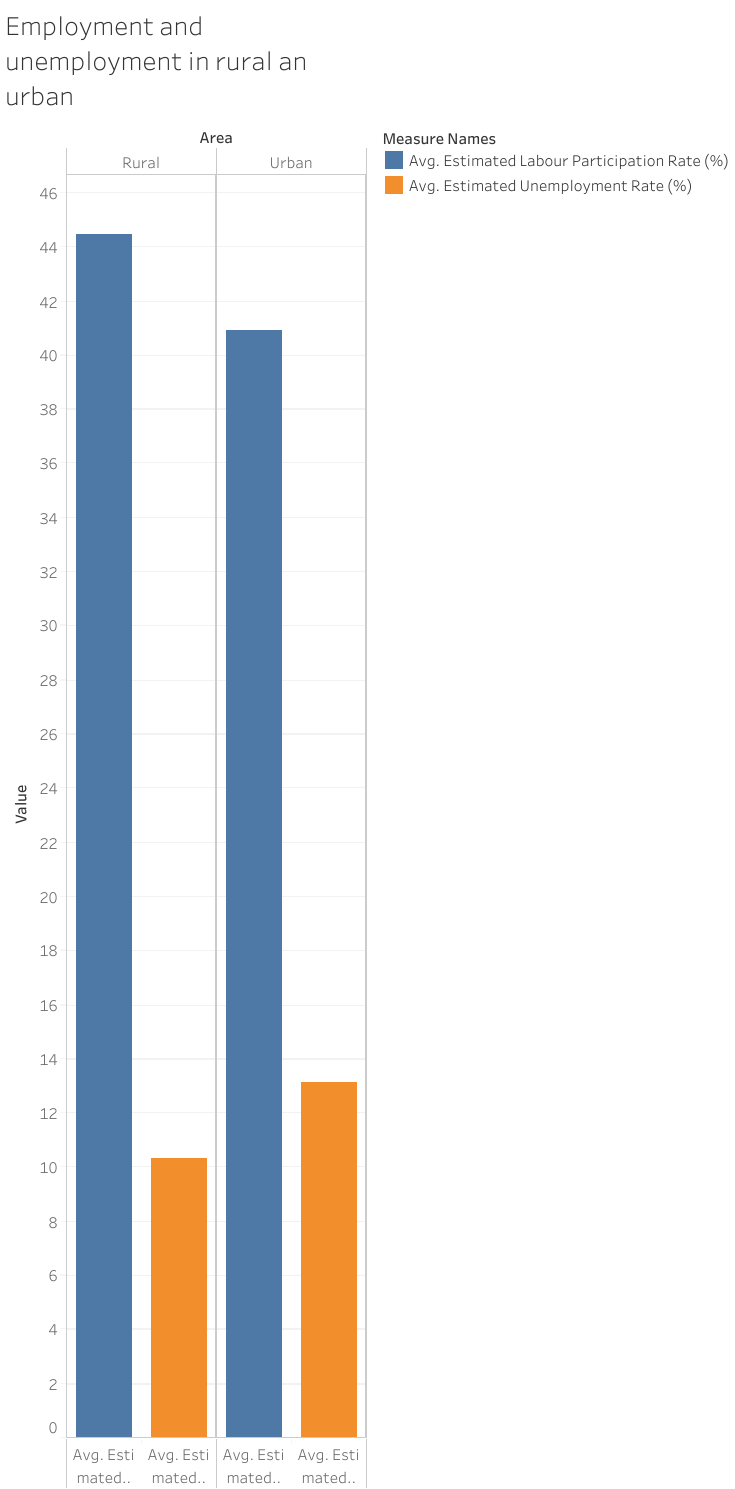 Employment and
unemployment in rural an
urban
Area
Measure Names
Rural
Urban
Avg. Estimated Labour Participation Rate (%)
Avg. Estimated Unemployment Rate (%)
46
44
42
40
38
36
34
32
30
28
26
24
22
20
18
16
14
12
10
8
6
4
2
0
Value
Avg. Esti
mated..
Avg. Esti
mated..
Avg. Esti
mated..
Avg. Esti
mated..